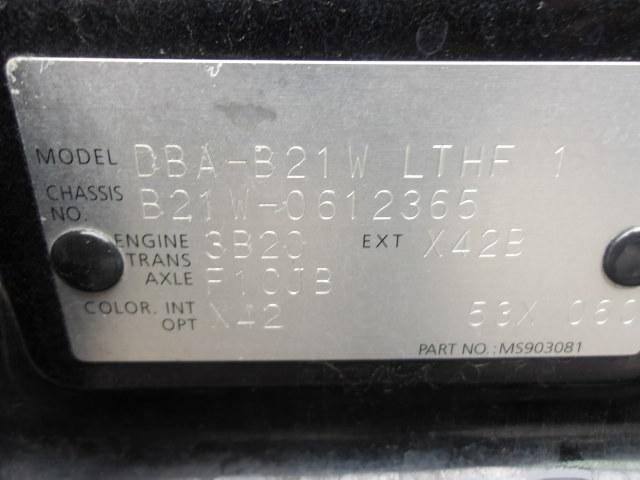 MODEL DBA-B21W LTHF 1
CHASSIS NO. B21W-0612365
ENGINE 3B20 EXT X42B
TRANS AXLE F1CJB
COLOR. INT X42 53X 060
OPT
PART NO.:MS903081